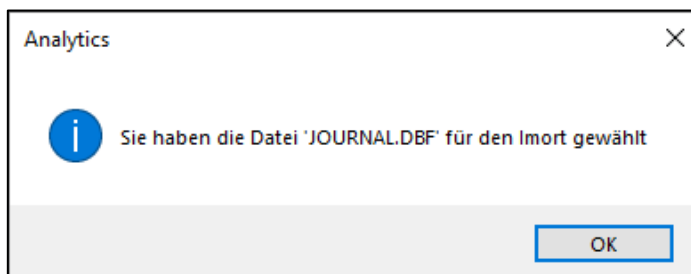 Analytics
Sie haben die Datei 'JOURNAL.DBF' für den Imort gewählt
OK